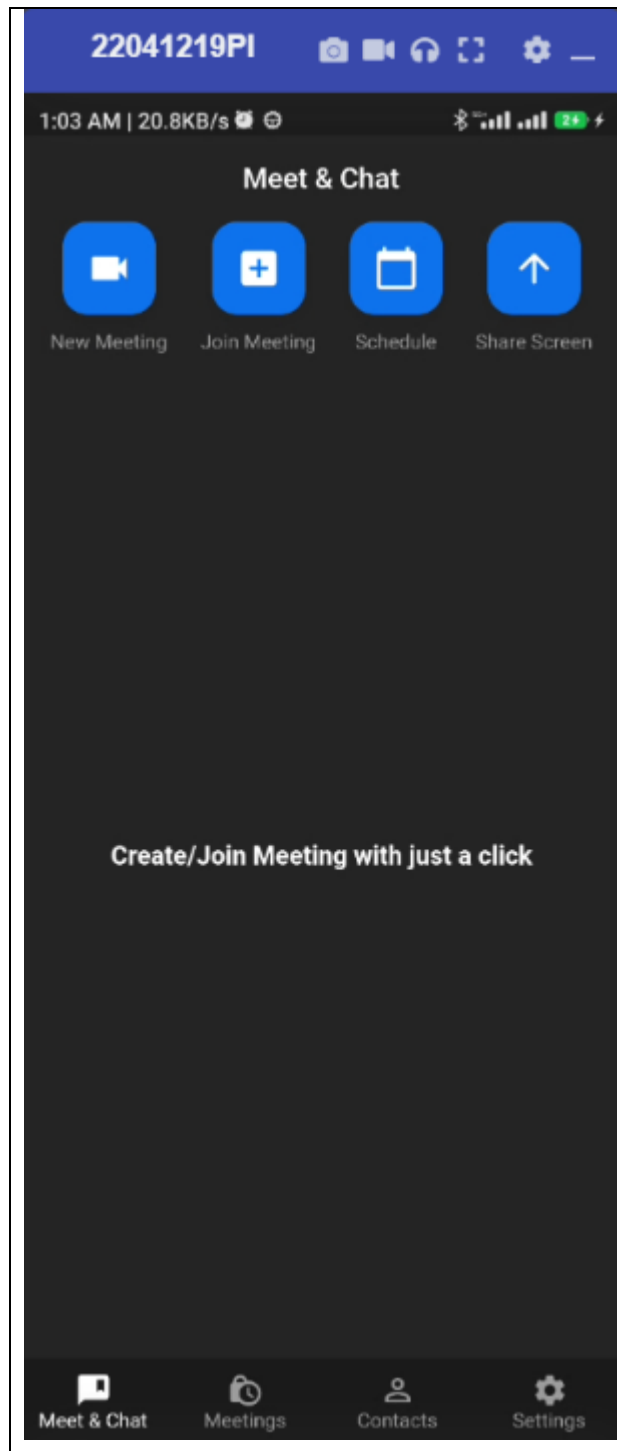 22041219PI
1:03 AM | 20.8KB/s
Meet & Chat
New Meeting Join Meeting Schedule Share Screen
Create/Join Meeting with just a click
Meet & Chat Meetings Contacts Settings